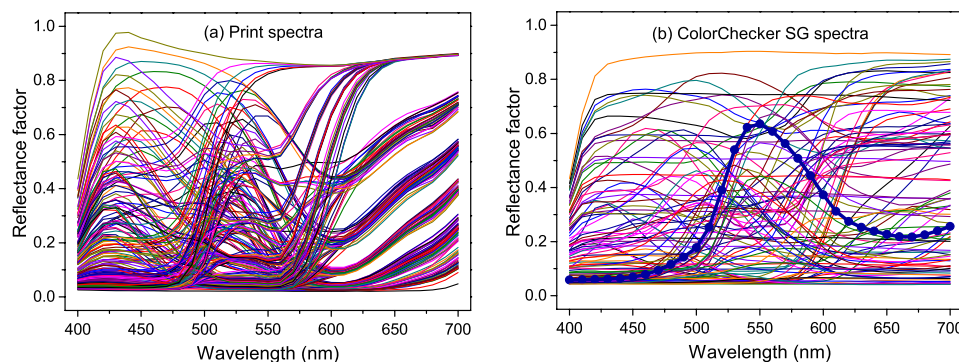 (a) Print spectra
Reflectance factor
1.0
0.8
0.6
0.4
0.2
0.0
400 450 500 550 600 650 700
Wavelength (nm)
(b) ColorChecker SG spectra
Reflectance factor
1.0
0.8
0.6
0.4
0.2
0.0
400 450 500 550 600 650 700
Wavelength (nm)